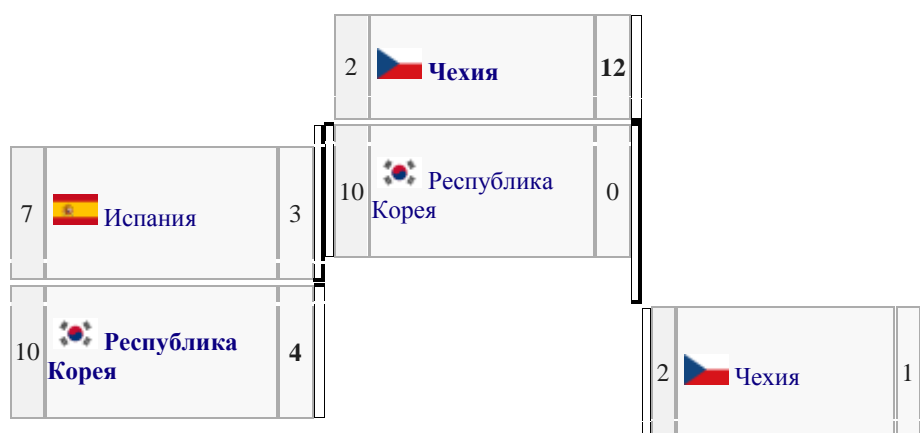 2 Чехия 12
10 Республика
Корея 0
7 Испания 3
10 Республика
Корея 4
2 Чехия 1